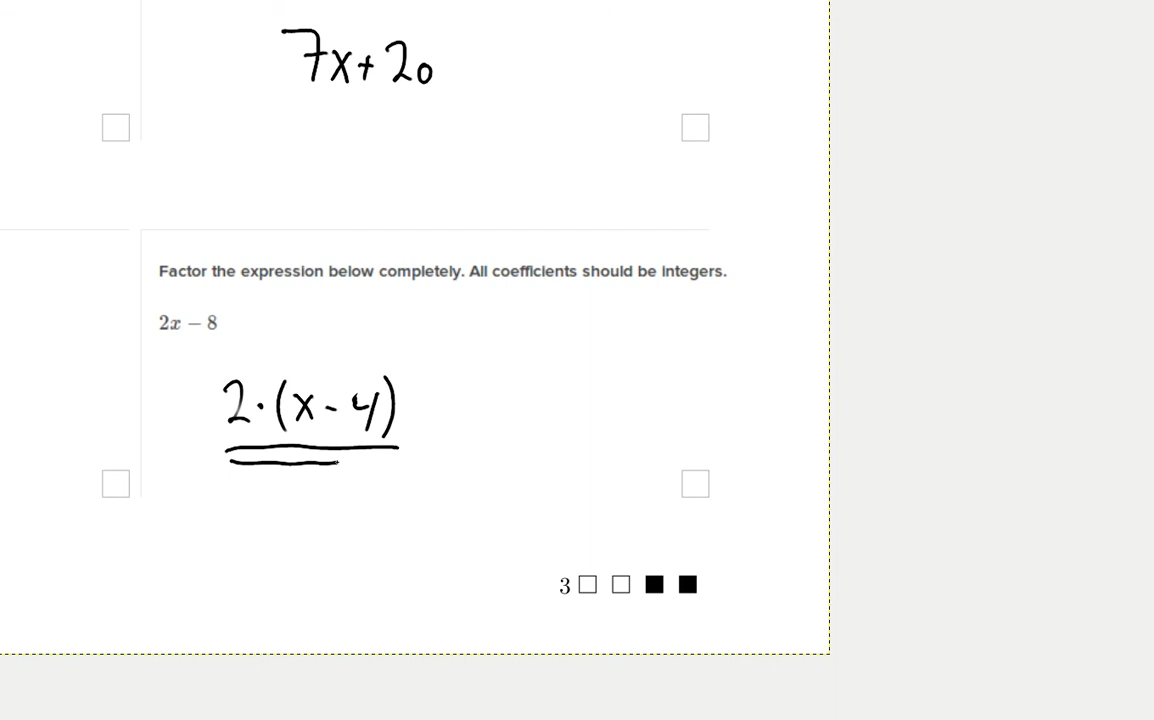 7x+20
Factor the expression below completely. All coefficients should be integers.
2x − 8
2·(x-4)
3